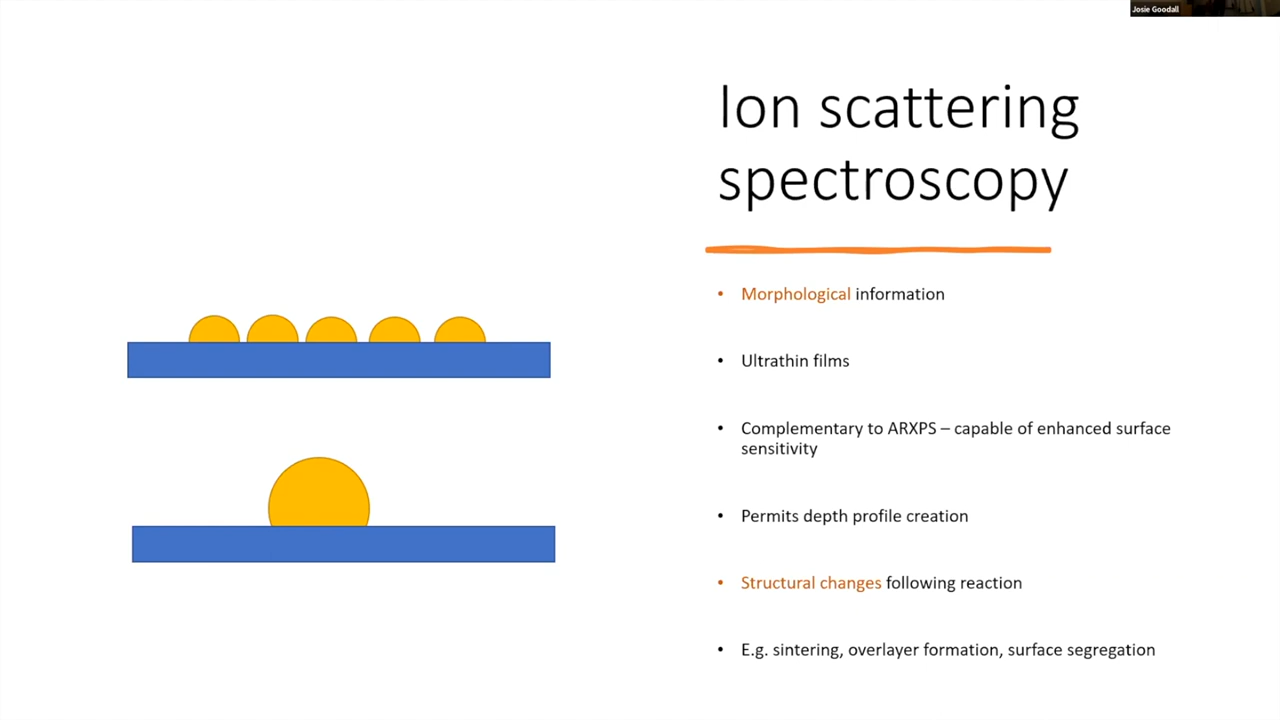 Josie Goodall
Ion scattering
spectroscopy
• Morphological information
• Ultrathin films
• Complementary to ARXPS – capable of enhanced surface
sensitivity
• Permits depth profile creation
• Structural changes following reaction
• E.g. sintering, overlayer formation, surface segregation